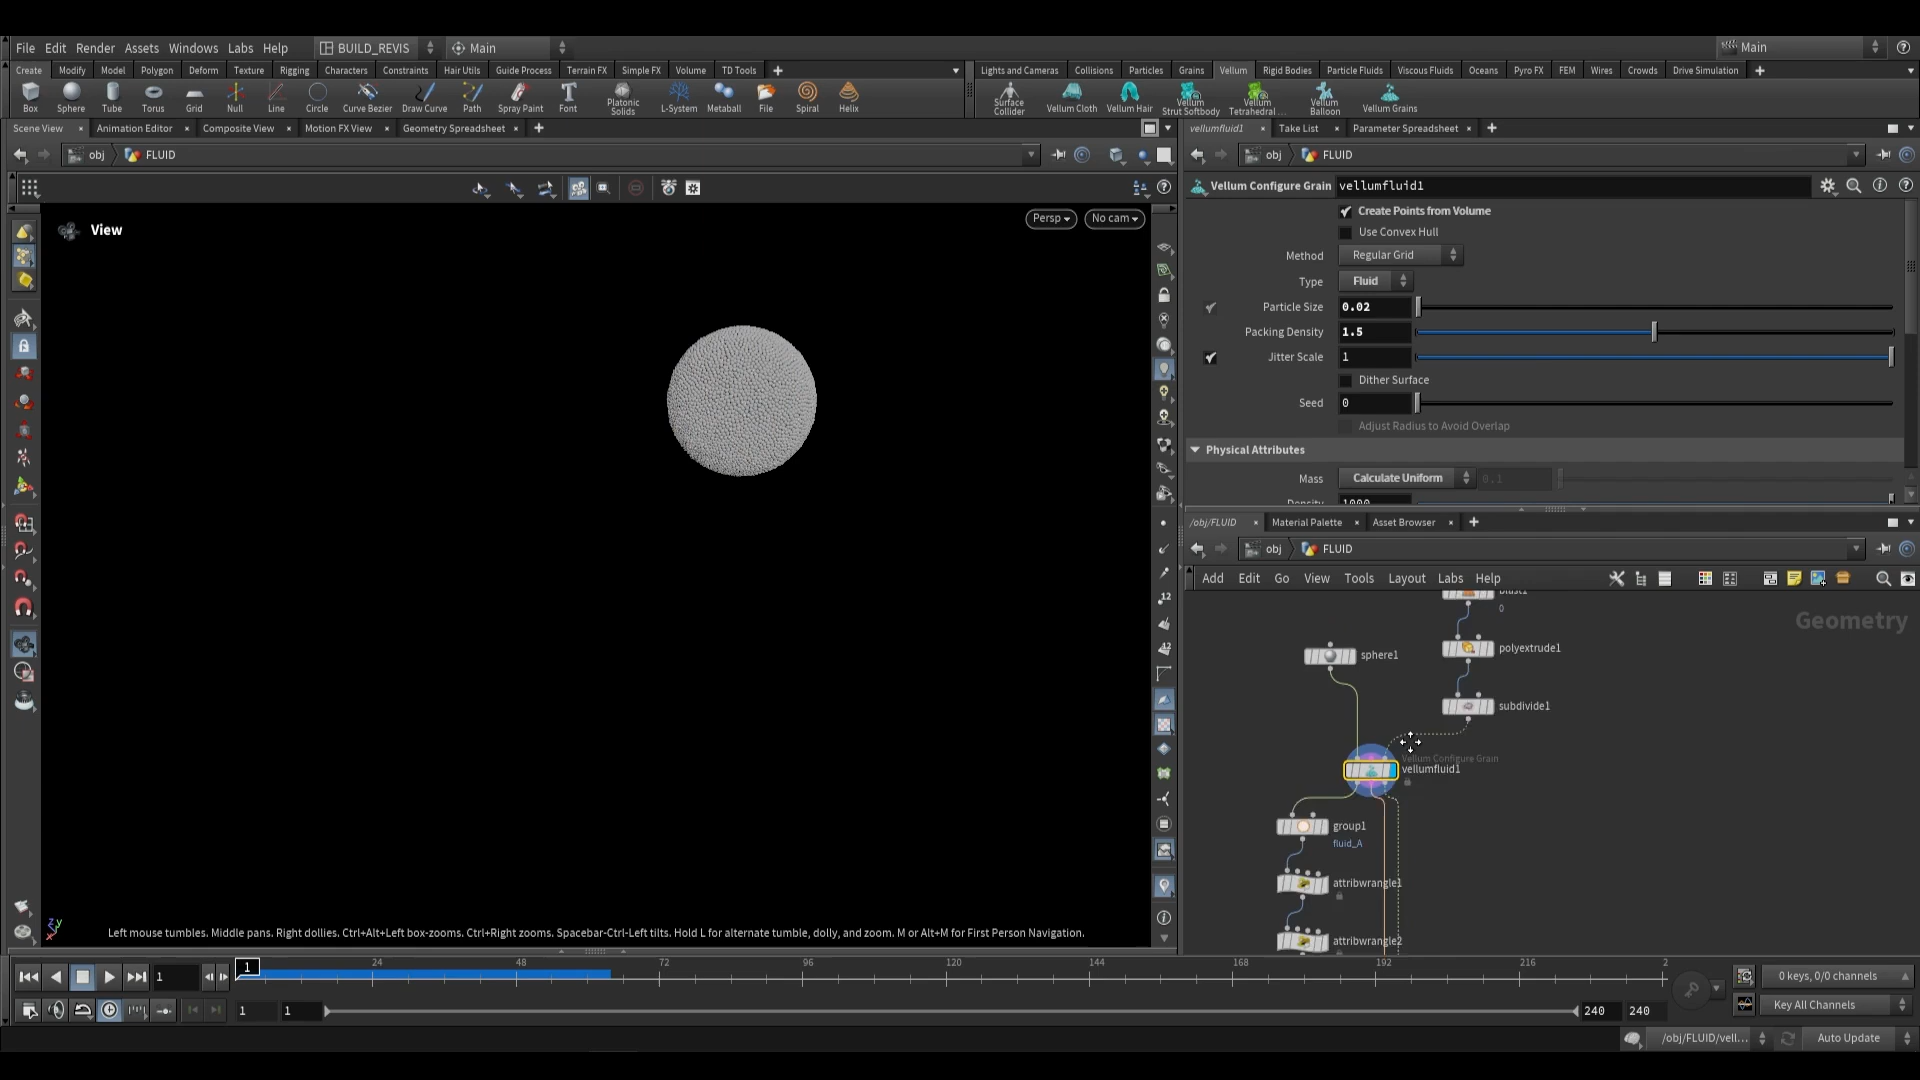 File Edit Render Assets Windows Labs Help BUILD_REVIS Main Main
Create Modify Model Polygon Deform Texture Rigging Characters Constraints Hair Utils Guide Process Terrain FX Simple FX Volume TD Tools
Lights and Cameras Collisions Particles Grains Vellum Rigid Bodies Particle Fluids Viscous Fluids Oceans Pyro FX FEM Wires Crowds Drive Simulation
Box Sphere Tube Torus Grid Null Line Circle Curve Bezier Draw Curve Path Spray Paint Font Platonic Solids L-System Metaball File Spiral Helix
Surface Collider Vellum Cloth Vellum Hair Vellum Strut Softbody Vellum Tetrahedral ... Vellum Balloon Vellum Grains
Scene View Animation Editor Composite View Motion FX View Geometry Spreadsheet
vellumfluid1 Take List Parameter Spreadsheet
obj FLUID
obj FLUID
Vellum Configure Grain vellumfluid1
View
Persp No cam
Create Points from Volume
Use Convex Hull
Method Regular Grid
Type Fluid
Particle Size 0.02
Packing Density 1.5
Jitter Scale 1
Dither Surface
Seed 0
Adjust Radius to Avoid Overlap
Physical Attributes
Mass Calculate Uniform 0.1
Density 1000
/obj/FLUID Material Palette Asset Browser
obj FLUID
Add Edit Go View Tools Layout Labs Help
Geometry
blast1
0
sphere1
polyextrude1
subdivide1
Vellum Configure Grain
vellumfluid1
group1
fluid_A
attribwrangle1
attribwrangle2
Left mouse tumbles. Middle pans. Right dollies. Ctrl+Alt+Left box-zooms. Ctrl+Right zooms. Spacebar-Ctrl-Left tilts. Hold L for alternate tumble, dolly, and zoom. M or Alt+M for First Person Navigation.
1 1 24 48 72 96 120 144 168 192 216 2
0 keys, 0/0 channels
1 1 240 240
Key All Channels
/obj/FLUID/vell... Auto Update